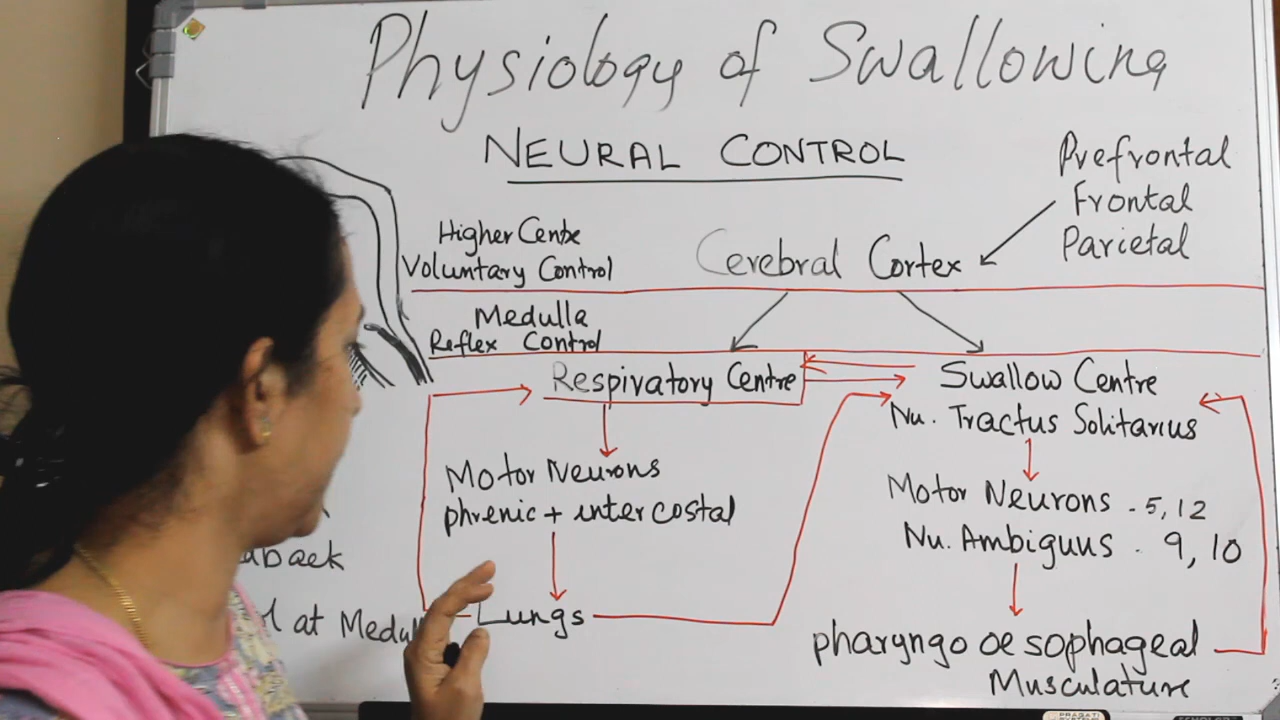 Physiology of Swallowing
NEURAL CONTROL
Prefrontal
Frontal
Parietal
Higher Centre
Voluntary Control
Cerebral Cortex
Medulla
Reflex Control
Respiratory Centre
Swallow Centre
Nu. Tractus Solitarius
Motor Neurons
phrenic + intercostal
Motor Neurons - 5, 12
Nu. Ambiguus - 9, 10
Lungs
at Medull
pharyngo oesophageal
Musculature